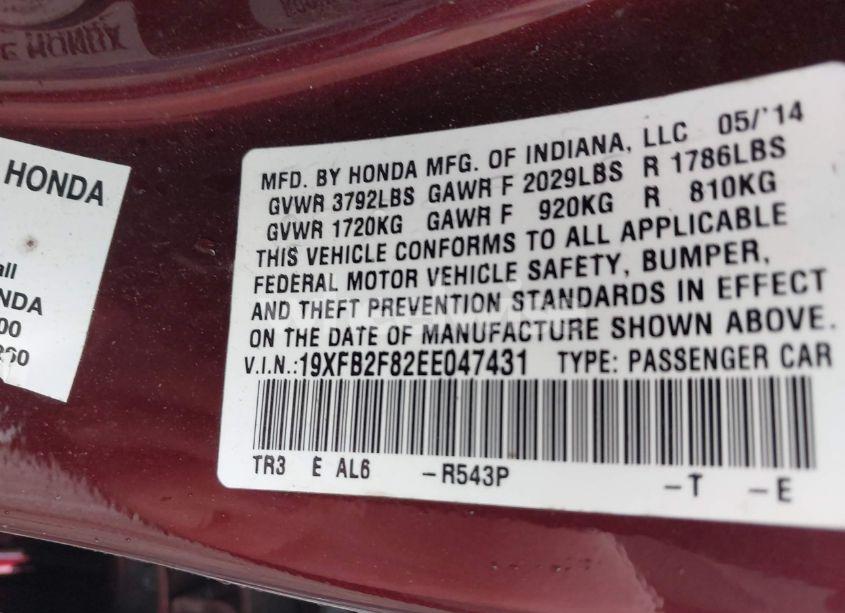 HONDA
all
NDA
00
MFD. BY HONDA MFG. OF INDIANA, LLC 05/'14
GVWR 3792LBS GAWR F 2029LBS R 1786LBS
GVWR 1720KG GAWR F 920KG R 810KG
THIS VEHICLE CONFORMS TO ALL APPLICABLE
FEDERAL MOTOR VEHICLE SAFETY, BUMPER,
AND THEFT PREVENTION STANDARDS IN EFFECT
ON THE DATE OF MANUFACTURE SHOWN ABOVE.
V.I.N.:19XFB2F82EE047431 TYPE: PASSENGER CAR
TR3 E AL6 -R543P -T -E